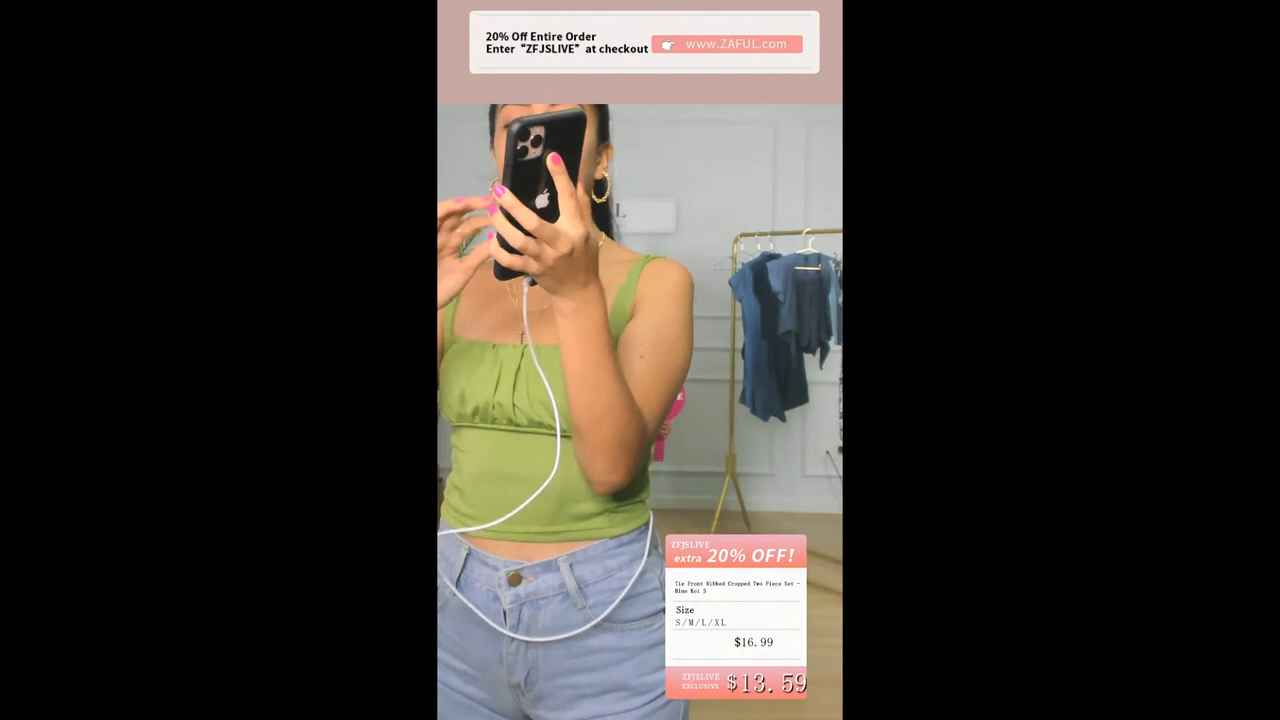 20% Off Entire Order
Enter “ZFJSLIVE” at checkout
www.ZAFUL.com
L
ZFJSLIVE
extra 20% OFF!
Tie Front Ribbed Cropped Two Piece Set -
Blue Koi S
Size
S/M/L/XL
$16.99
ZFJSLIVE
EXCLUSIVE
$13.59